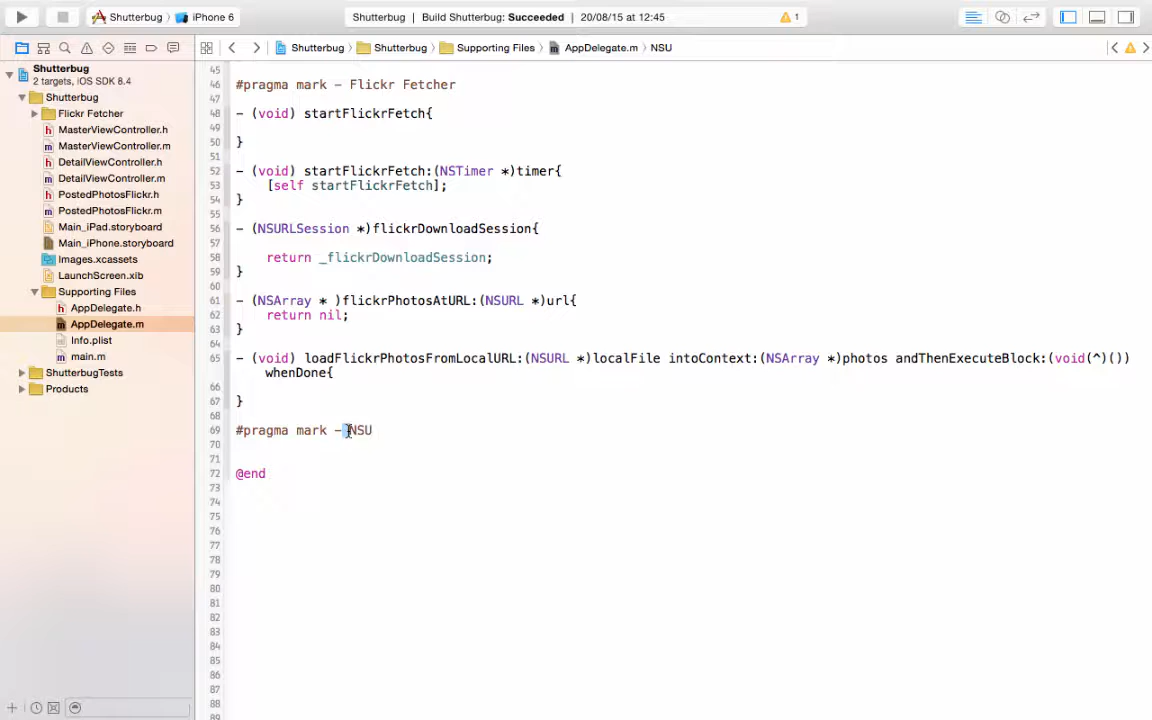 Shutterbug
iPhone 6
Shutterbug | Build Shutterbug: Succeeded | 20/08/15 at 12:45
1
Shutterbug
Shutterbug
Supporting Files
AppDelegate.m
NSU
Shutterbug
2 targets, iOS SDK 8.4
Shutterbug
Flickr Fetcher
h MasterViewController.h
m MasterViewController.m
h DetailViewController.h
m DetailViewController.m
h PostedPhotosFlickr.h
m PostedPhotosFlickr.m
Main_iPad.storyboard
Main_iPhone.storyboard
Images.xcassets
LaunchScreen.xib
Supporting Files
h AppDelegate.h
m AppDelegate.m
Info.plist
m main.m
ShutterbugTests
Products
45
46 #pragma mark - Flickr Fetcher
47
48 - (void) startFlickrFetch{
49
50 }
51
52 - (void) startFlickrFetch:(NSTimer *)timer{
53 [self startFlickrFetch];
54 }
55
56 - (NSURLSession *)flickrDownloadSession{
57
58 return _flickrDownloadSession;
59 }
60
61 - (NSArray * )flickrPhotosAtURL:(NSURL *)url{
62 return nil;
63 }
64
65 - (void) loadFlickrPhotosFromLocalURL:(NSURL *)localFile intoContext:(NSArray *)photos andThenExecuteBlock:(void(^)())
whenDone{
66
67 }
68
69 #pragma mark - NSU
70
71
72 @end
73
74
75
76
77
78
79
80
81
82
83
84
85
86
87
88
89